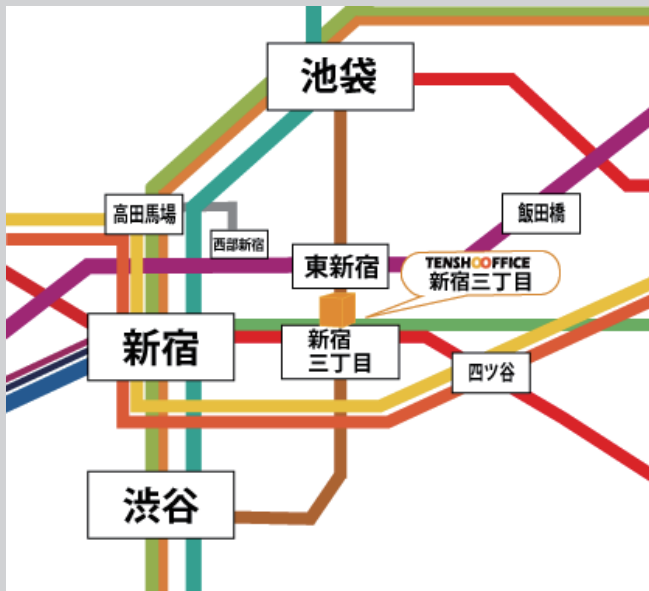 池袋
高田馬場
飯田橋
西部新宿
東新宿
TENSHOOFFICE
新宿三丁目
新宿
新宿
三丁目
四ツ谷
渋谷